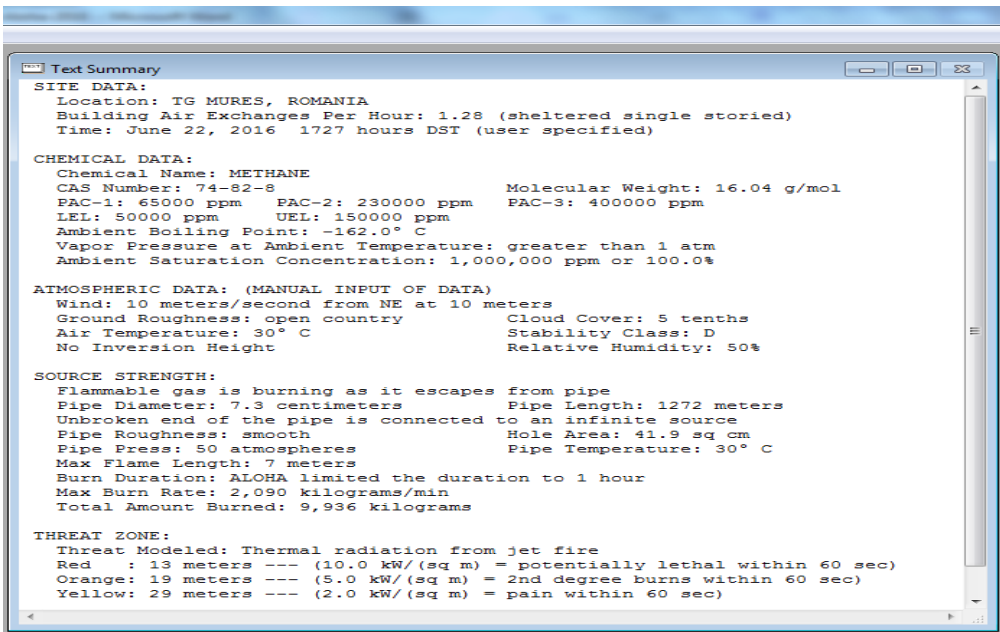 Text Summary
SITE DATA:
Location: TG MURES, ROMANIA
Building Air Exchanges Per Hour: 1.28 (sheltered single storied)
Time: June 22, 2016 1727 hours DST (user specified)
CHEMICAL DATA:
Chemical Name: METHANE
CAS Number: 74-82-8 Molecular Weight: 16.04 g/mol
PAC-1: 65000 ppm PAC-2: 230000 ppm PAC-3: 400000 ppm
LEL: 50000 ppm UEL: 150000 ppm
Ambient Boiling Point: -162.0° C
Vapor Pressure at Ambient Temperature: greater than 1 atm
Ambient Saturation Concentration: 1,000,000 ppm or 100.0%
ATMOSPHERIC DATA: (MANUAL INPUT OF DATA)
Wind: 10 meters/second from NE at 10 meters
Ground Roughness: open country Cloud Cover: 5 tenths
Air Temperature: 30° C Stability Class: D
No Inversion Height Relative Humidity: 50%
SOURCE STRENGTH:
Flammable gas is burning as it escapes from pipe
Pipe Diameter: 7.3 centimeters Pipe Length: 1272 meters
Unbroken end of the pipe is connected to an infinite source
Pipe Roughness: smooth Hole Area: 41.9 sq cm
Pipe Press: 50 atmospheres Pipe Temperature: 30° C
Max Flame Length: 7 meters
Burn Duration: ALOHA limited the duration to 1 hour
Max Burn Rate: 2,090 kilograms/min
Total Amount Burned: 9,936 kilograms
THREAT ZONE:
Threat Modeled: Thermal radiation from jet fire
Red : 13 meters --- (10.0 kW/(sq m) = potentially lethal within 60 sec)
Orange: 19 meters --- (5.0 kW/(sq m) = 2nd degree burns within 60 sec)
Yellow: 29 meters --- (2.0 kW/(sq m) = pain within 60 sec)